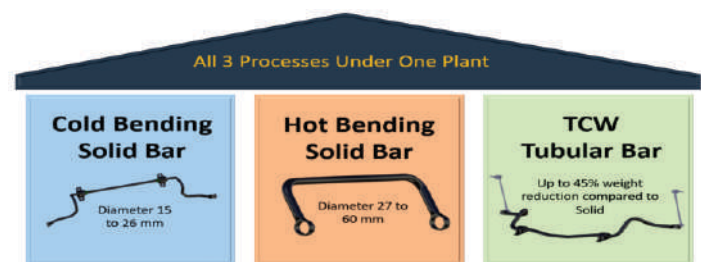 All 3 Processes Under One Plant
Cold Bending
Solid Bar
Diameter 15
to 26 mm
Hot Bending
Solid Bar
Diameter 27 to
60 mm
TCW
Tubular Bar
Up to 45% weight
reduction compared to
Solid